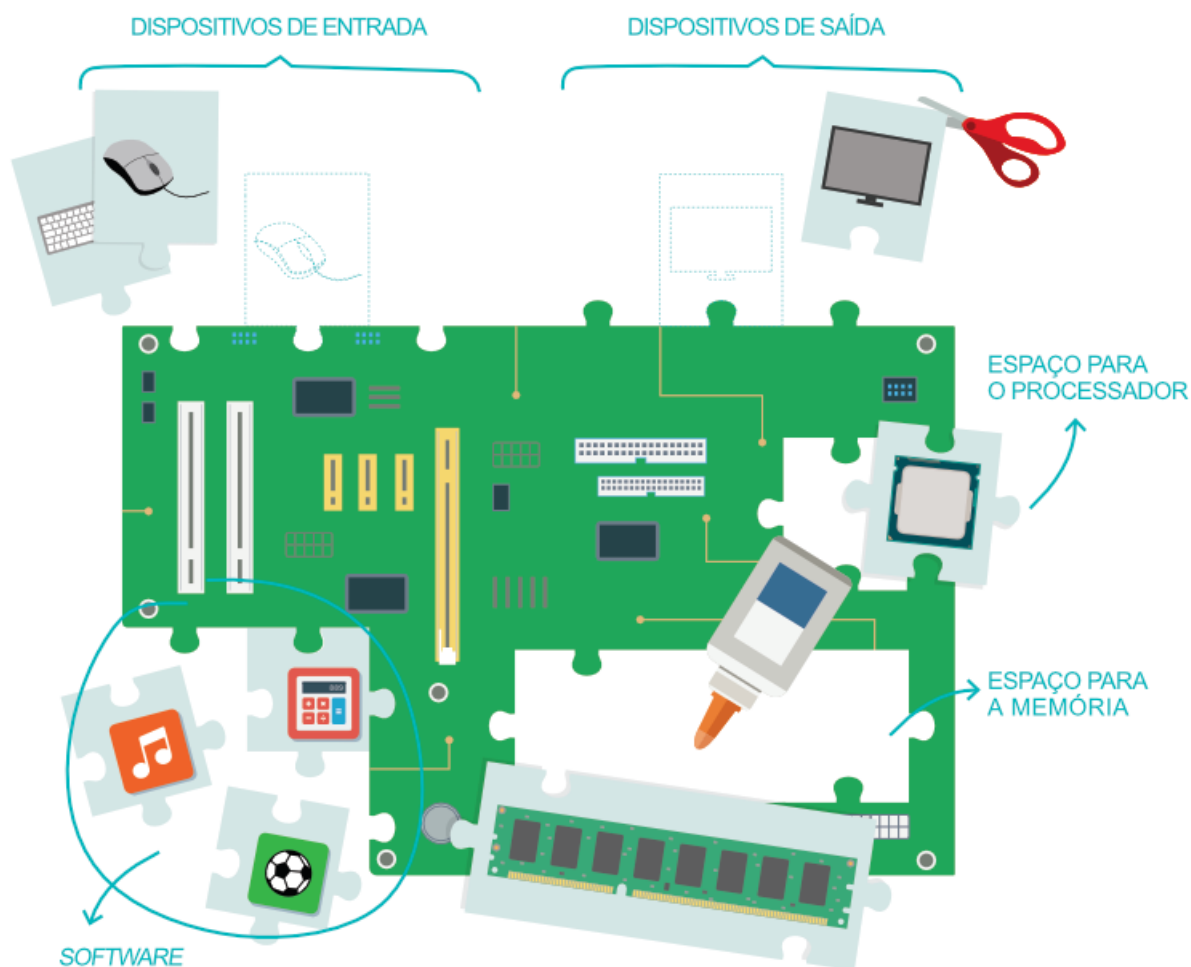 DISPOSITIVOS DE ENTRADA
DISPOSITIVOS DE SAÍDA
ESPAÇO PARA
O PROCESSADOR
ESPAÇO PARA
A MEMÓRIA
SOFTWARE